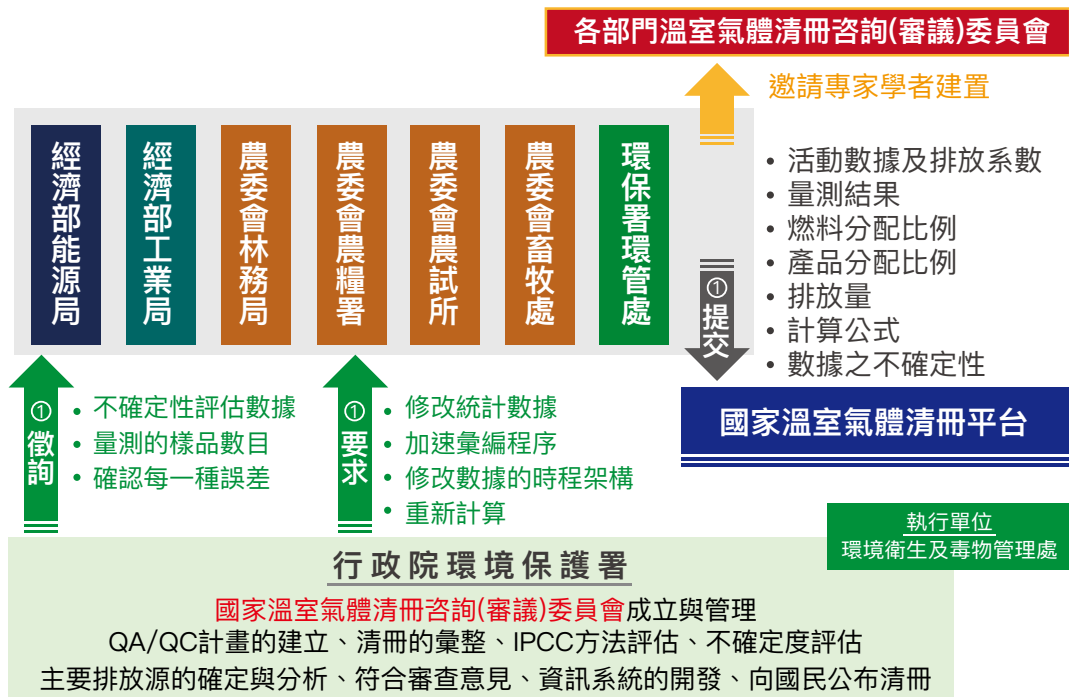 各部門溫室氣體清冊咨詢(審議)委員會
邀請專家學者建置
經濟部能源局
經濟部工業局
農委會林務局
農委會農糧署
農委會農試所
農委會畜牧處
環保署環管處
• 活動數據及排放系數
• 量測結果
• 燃料分配比例
• 產品分配比例
• 排放量
• 計算公式
• 數據之不確定性
①提交
國家溫室氣體清冊平台
①徵詢
• 不確定性評估數據
• 量測的樣品數目
• 確認每一種誤差
①要求
• 修改統計數據
• 加速彙編程序
• 修改數據的時程架構
• 重新計算
執行單位
環境衛生及毒物管理處
行政院環境保護署
國家溫室氣體清冊咨詢(審議)委員會成立與管理
QA/QC計畫的建立、清冊的彙整、IPCC方法評估、不確定度評估
主要排放源的確定與分析、符合審查意見、資訊系統的開發、向國民公布清冊